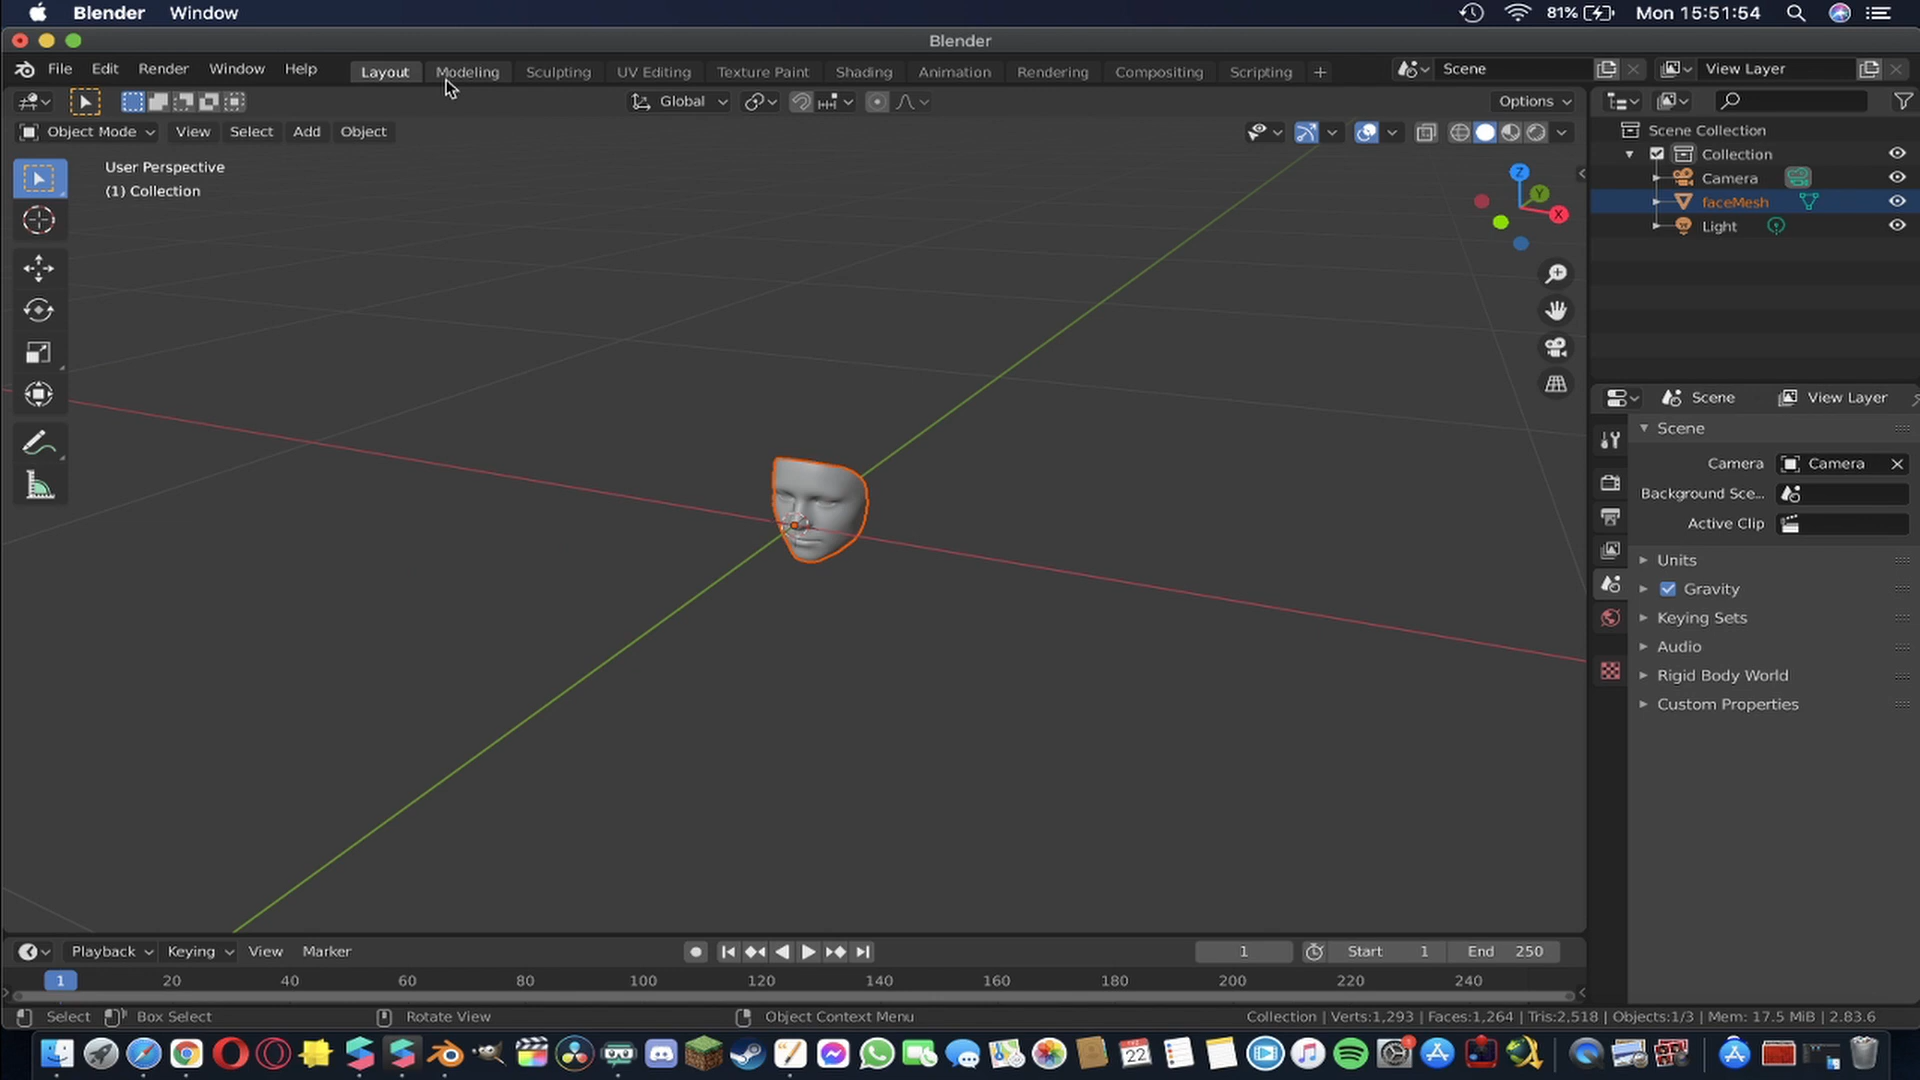 Blender Window 81% Mon 15:51:54
Blender
File Edit Render Window Help Layout Modeling Sculpting UV Editing Texture Paint Shading Animation Rendering Compositing Scripting + Scene View Layer
Global Options
Object Mode View Select Add Object
User Perspective
(1) Collection
Z
Y
X
Scene Collection
Collection
Camera
faceMesh
Light
Scene View Layer
Scene
Camera Camera
Background Sce...
Active Clip
Units
Gravity
Keying Sets
Audio
Rigid Body World
Custom Properties
Playback Keying View Marker 1 Start 1 End 250
1 20 40 60 80 100 120 140 160 180 200 220 240
Select Box Select Rotate View Object Context Menu Collection | Verts:1,293 | Faces:1,264 | Tris:2,518 | Objects:1/3 | Mem: 17.5 MiB | 2.83.6
22